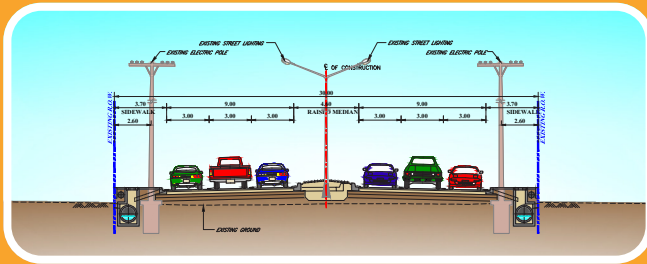 EXISTING STREET LIGHTING
EXISTING STREET LIGHTING
EXISTING ELECTRIC POLE
EXISTING ELECTRIC POLE
℄ OF CONSTRUCTION
30.00
3.70
9.00
9.00
3.70
SIDEWALK
RAISED MEDIAN
SIDEWALK
2.60
3.00
3.00
3.00
3.00
3.00
3.00
2.60
EXISTING R.O.W.
EXISTING R.O.W.
EXISTING GROUND